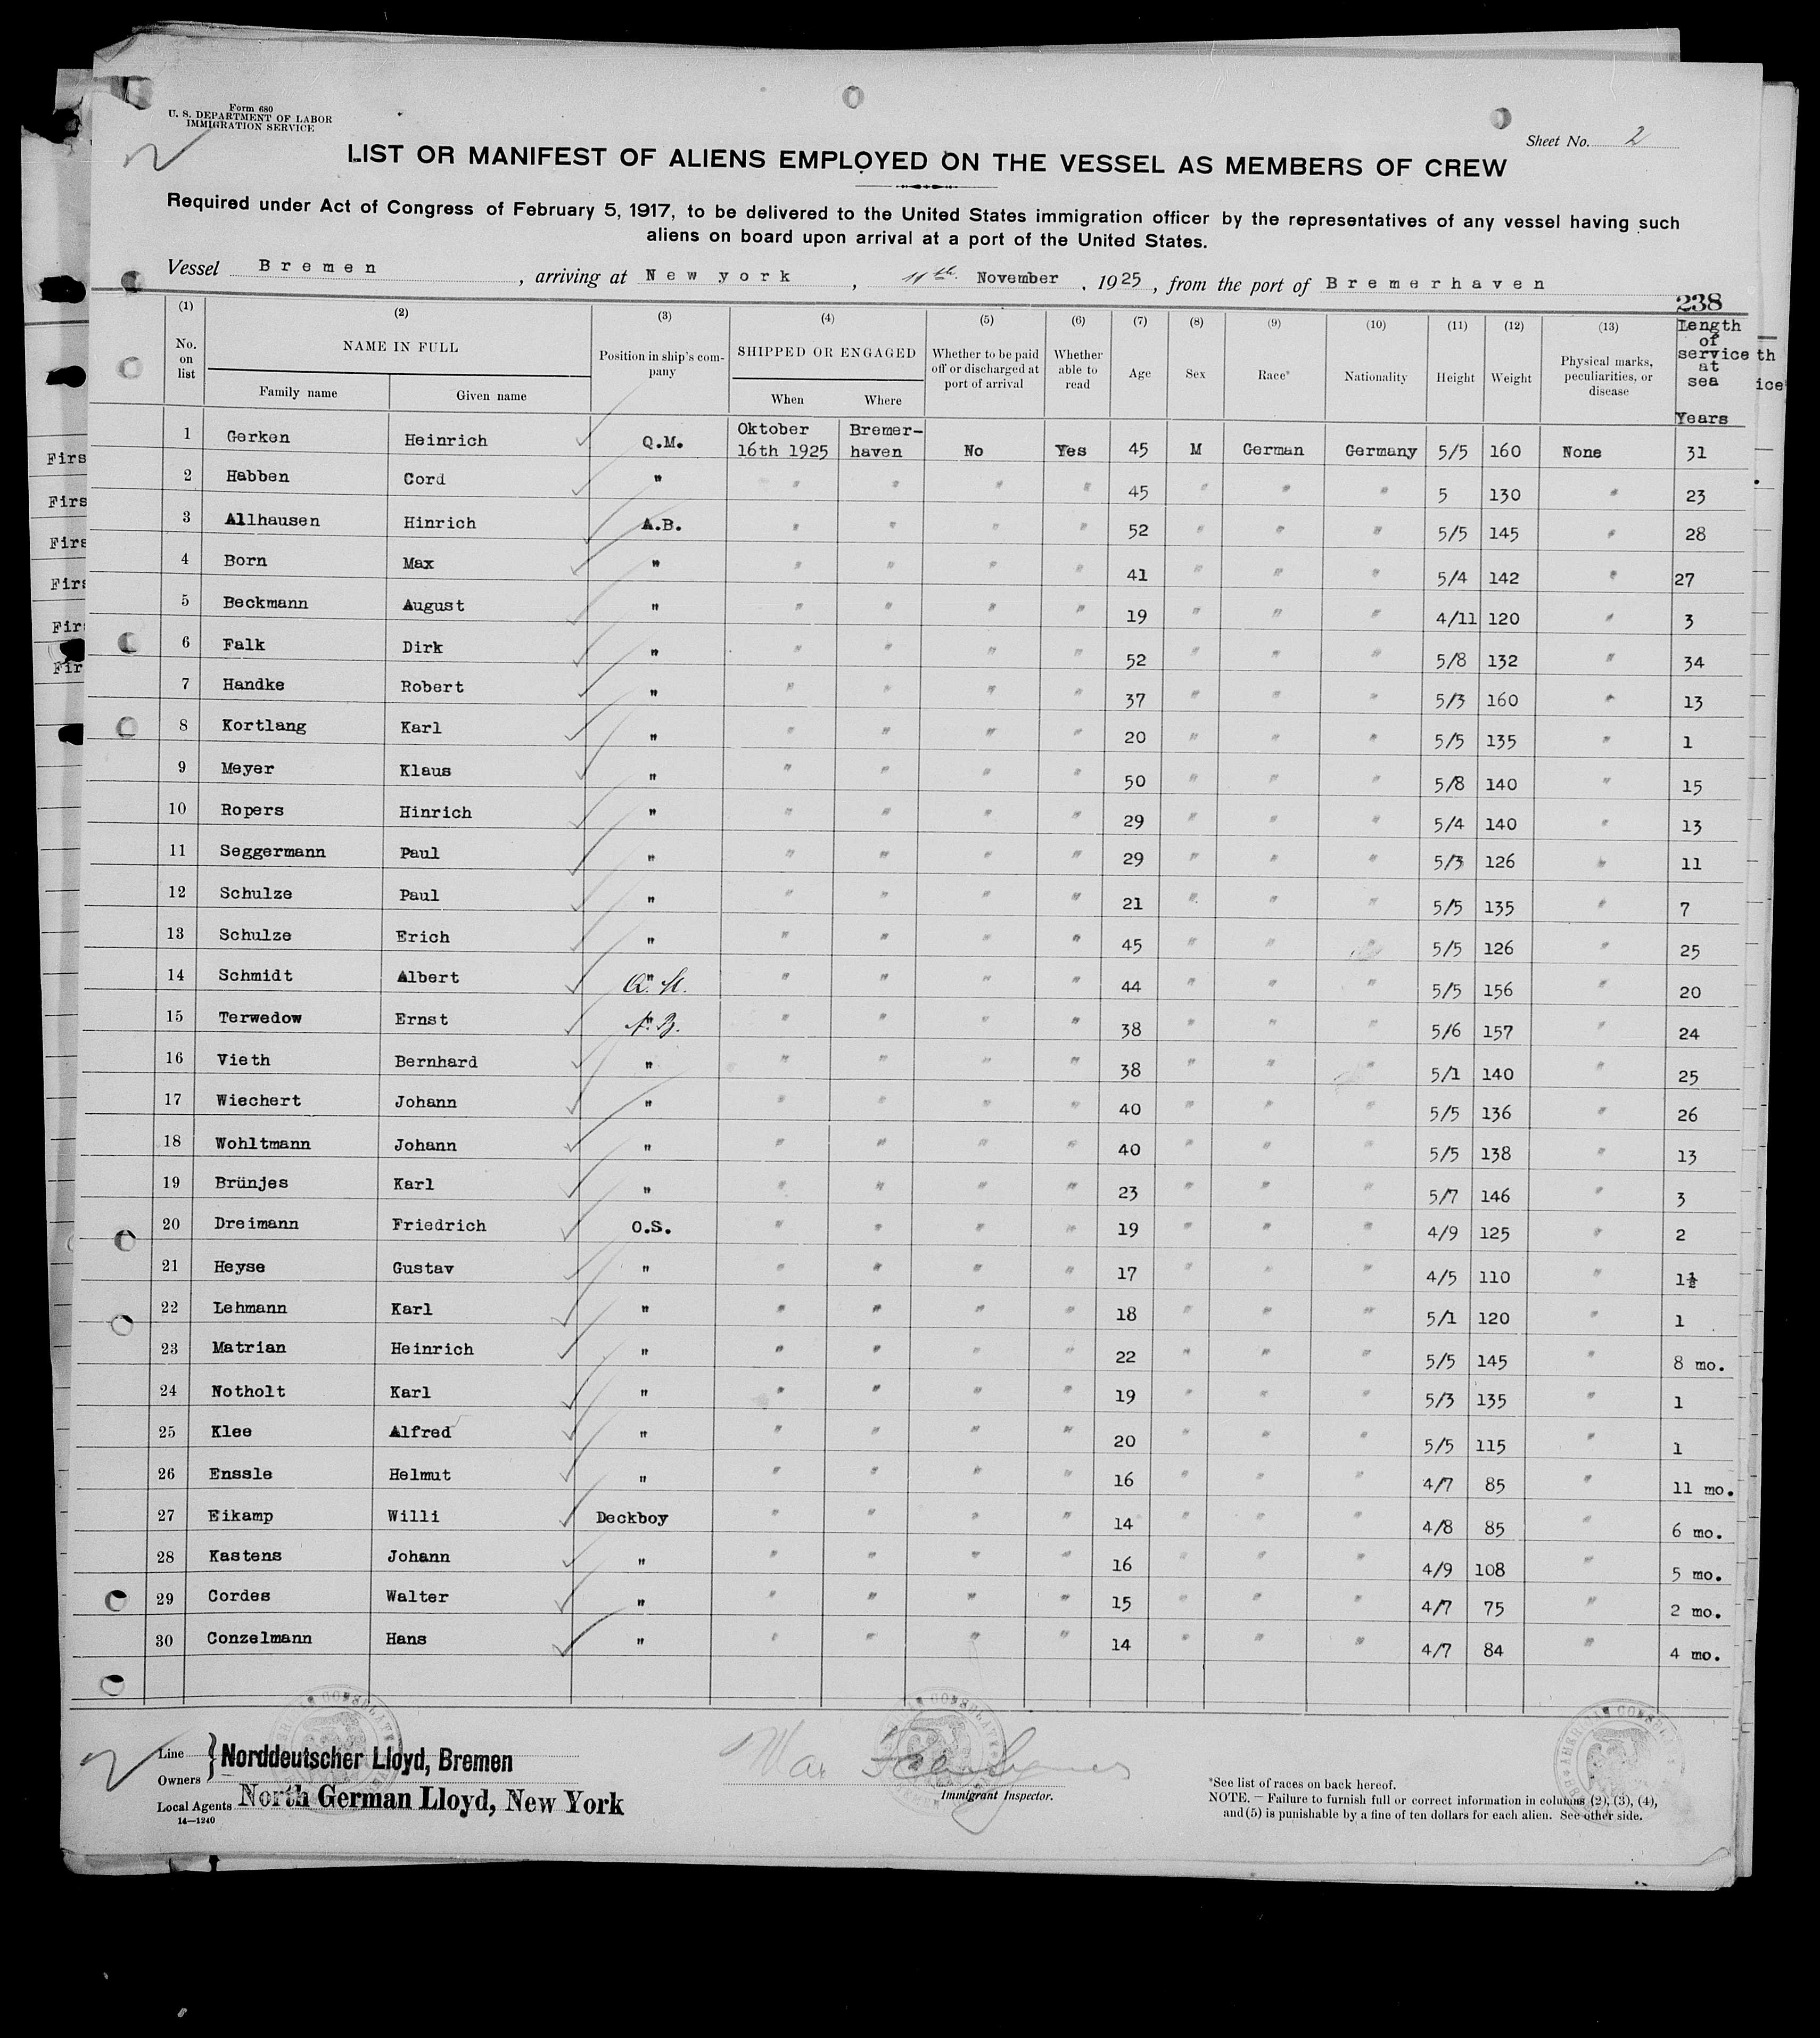 Form 680
U. S. DEPARTMENT OF LABOR
IMMIGRATION SERVICE
Sheet No. 2
LIST OR MANIFEST OF ALIENS EMPLOYED ON THE VESSEL AS MEMBERS OF CREW
Required under Act of Congress of February 5, 1917, to be delivered to the United States immigration officer by the representatives of any vessel having such
aliens on board upon arrival at a port of the United States.
Vessel Bremen, arriving at New york, 11th. November, 1925, from the port of Bremerhaven
238
(1) (2) (3) (4) (5) (6) (7) (8) (9) (10) (11) (12) (13)
No. on list NAME IN FULL Family name Given name Position in ship's company SHIPPED OR ENGAGED When Where Whether to be paid off or discharged at port of arrival Whether able to read Age Sex Race* Nationality Height Weight Physical marks, peculiarities, or disease Length of service at sea Years
1 Gerken Heinrich Q.M. Oktober 16th 1925 Bremer-haven No Yes 45 M German Germany 5/5 160 None 31
2 Habben Cord " " " " " 45 " " " 5 130 " 23
3 Allhausen Hinrich A.B. " " " " 52 " " " 5/5 145 " 28
4 Born Max " " " " " 41 " " " 5/4 142 " 27
5 Beckmann August " " " " " 19 " " " 4/11 120 " 3
6 Falk Dirk " " " " " 52 " " " 5/8 132 " 34
7 Handke Robert " " " " " 37 " " " 5/3 160 " 13
8 Kortlang Karl " " " " " 20 " " " 5/5 135 " 1
9 Meyer Klaus " " " " " 50 " " " 5/8 140 " 15
10 Ropers Hinrich " " " " " 29 " " " 5/4 140 " 13
11 Seggermann Paul " " " " " 29 " " " 5/3 126 " 11
12 Schulze Paul " " " " " 21 " " " 5/5 135 " 7
13 Schulze Erich " " " " " 45 " " " 5/5 126 " 25
14 Schmidt Albert " " " " " 44 " " " 5/5 156 " 20
15 Terwedow Ernst A.B. " " " " 38 " " " 5/6 157 " 24
16 Vieth Bernhard " " " " " 38 " " " 5/1 140 " 25
17 Wiechert Johann " " " " " 40 " " " 5/5 136 " 26
18 Wohltmann Johann " " " " " 40 " " " 5/5 138 " 13
19 Brünjes Karl " " " " " 23 " " " 5/7 146 " 3
20 Dreimann Friedrich O.S. " " " " 19 " " " 4/9 125 " 2
21 Heyse Gustav " " " " " 17 " " " 4/5 110 " 1½
22 Lehmann Karl " " " " " 18 " " " 5/1 120 " 1
23 Matrian Heinrich " " " " " 22 " " " 5/5 145 " 8 mo.
24 Notholt Karl " " " " " 19 " " " 5/3 135 " 1
25 Klee Alfred " " " " " 20 " " " 5/5 115 " 1
26 Enssle Helmut " " " " " 16 " " " 4/7 85 " 11 mo.
27 Eikamp Willi Deckboy " " " " 14 " " " 4/8 85 " 6 mo.
28 Kastens Johann " " " " " 16 " " " 4/9 108 " 5 mo.
29 Cordes Walter " " " " " 15 " " " 4/7 75 " 2 mo.
30 Conzelmann Hans " " " " " 14 " " " 4/7 84 " 4 mo.
Line
Owners } Norddeutscher Lloyd, Bremen
Local Agents North German Lloyd, New York
14—1240
Immigrant Inspector.
*See list of races on back hereof.
NOTE. — Failure to furnish full or correct information in columns (2), (3), (4),
and (5) is punishable by a fine of ten dollars for each alien. See other side.